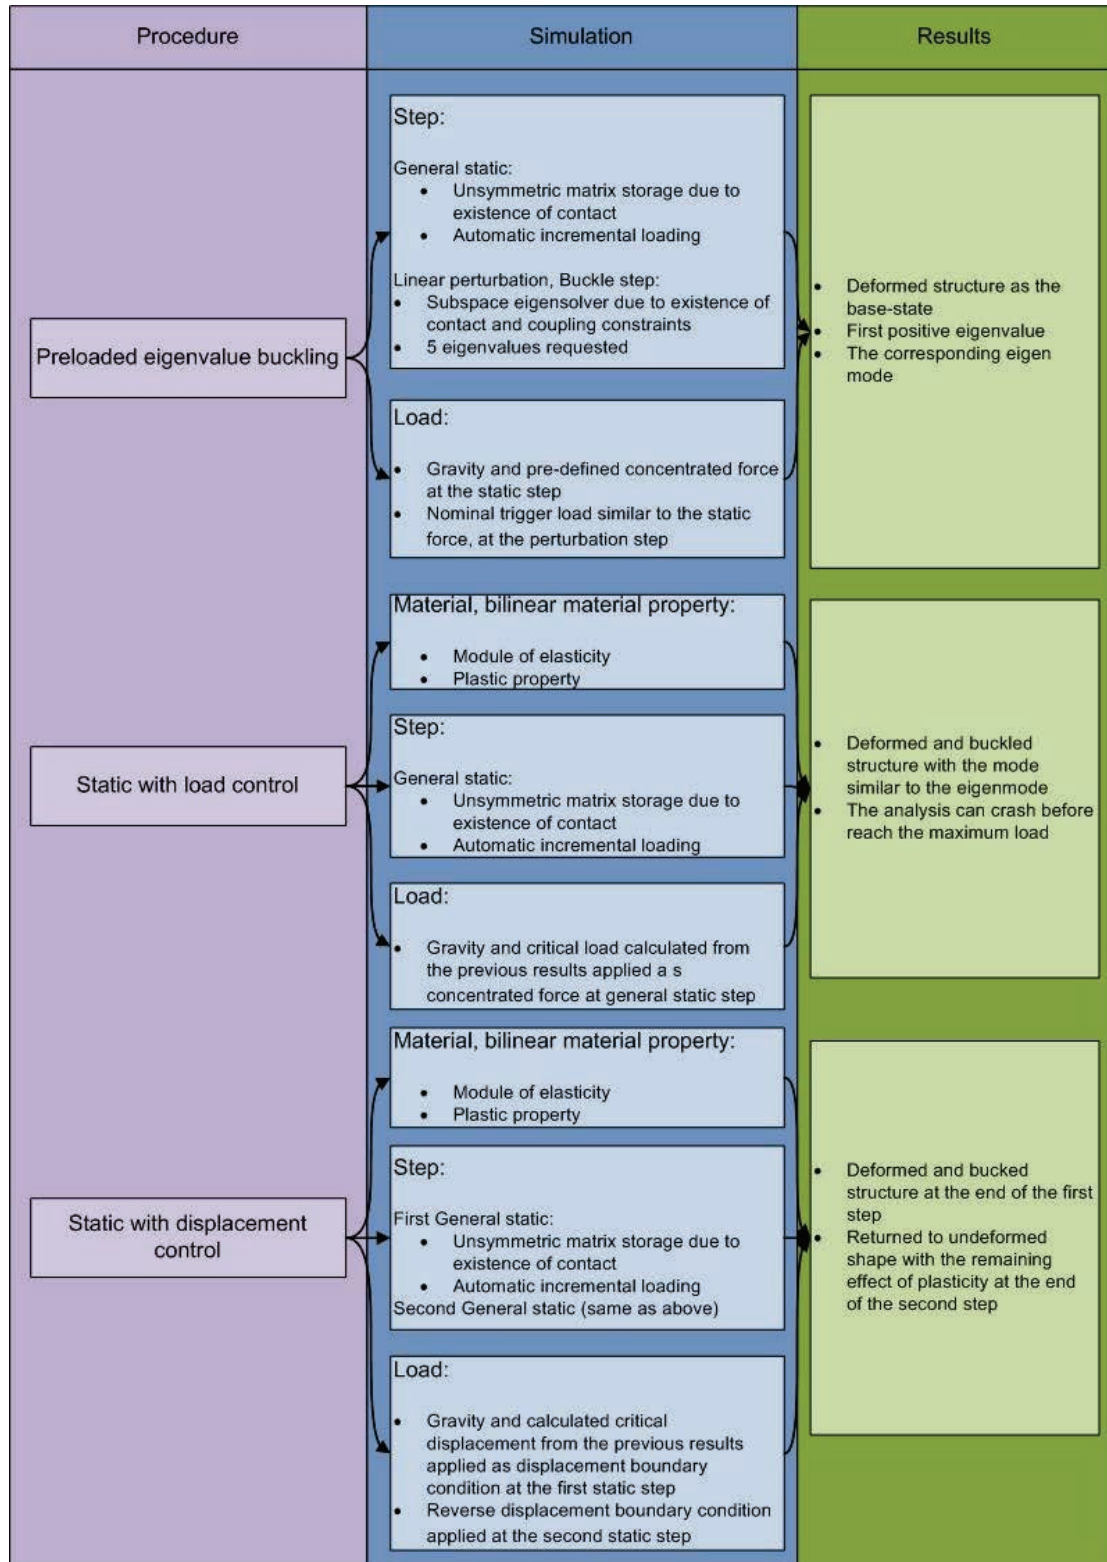 Procedure
Simulation
Results
Preloaded eigenvalue buckling
Step:
General static:
• Unsymmetric matrix storage due to
existence of contact
• Automatic incremental loading
Linear perturbation, Buckle step:
• Subspace eigensolver due to existence of
contact and coupling constraints
• 5 eigenvalues requested
Load:
• Gravity and pre-defined concentrated force
at the static step
• Nominal trigger load similar to the static
force, at the perturbation step
• Deformed structure as the
base-state
• First positive eigenvalue
• The corresponding eigen
mode
Static with load control
Material, bilinear material property:
• Module of elasticity
• Plastic property
Step:
General static:
• Unsymmetric matrix storage due to
existence of contact
• Automatic incremental loading
Load:
• Gravity and critical load calculated from
the previous results applied a s
concentrated force at general static step
• Deformed and buckled
structure with the mode
similar to the eigenmode
• The analysis can crash before
reach the maximum load
Static with displacement
control
Material, bilinear material property:
• Module of elasticity
• Plastic property
Step:
First General static:
• Unsymmetric matrix storage due to
existence of contact
• Automatic incremental loading
Second General static (same as above)
Load:
• Gravity and calculated critical
displacement from the previous results
applied as displacement boundary
condition at the first static step
• Reverse displacement boundary condition
applied at the second static step
• Deformed and bucked
structure at the end of the first
step
• Returned to undeformed
shape with the remaining
effect of plasticity at the end
of the second step